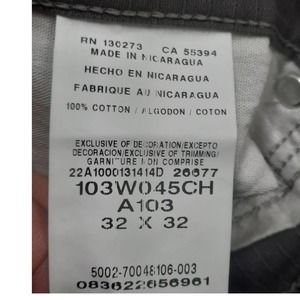 RN 130273 CA 55394
MADE IN NICARAGUA
HECHO EN NICARAGUA
FABRIQUE AU NICARAGUA
100% COTTON / ALGODON / COTON
EXCLUSIVE OF DECORATION/EXCEPTO
DECORACION/EXCLUSIVE OF TRIMMING/
GARNITURE NON COMPRISE
22A1000131414D 26677
103W045CH
A103
32 X 32
5002-70048106-003
083622656961